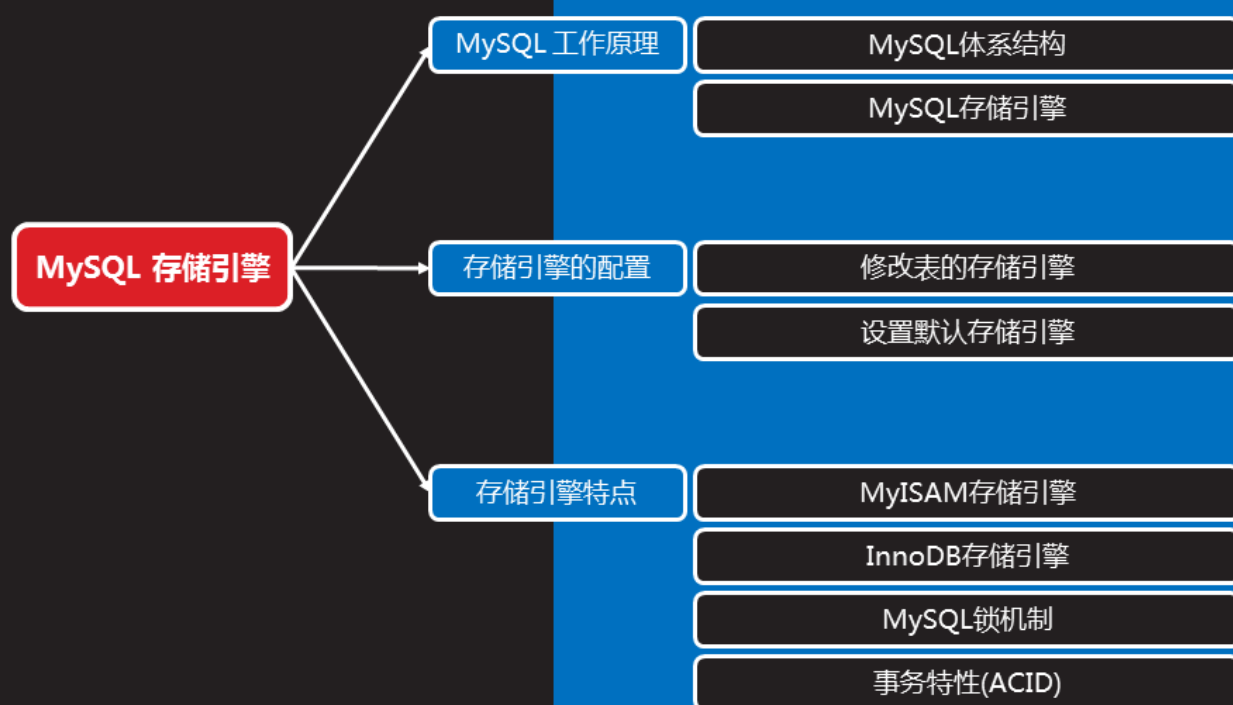 MySQL 存储引擎
MySQL 工作原理
MySQL体系结构
MySQL存储引擎
存储引擎的配置
修改表的存储引擎
设置默认存储引擎
存储引擎特点
MyISAM存储引擎
InnoDB存储引擎
MySQL锁机制
事务特性(ACID)